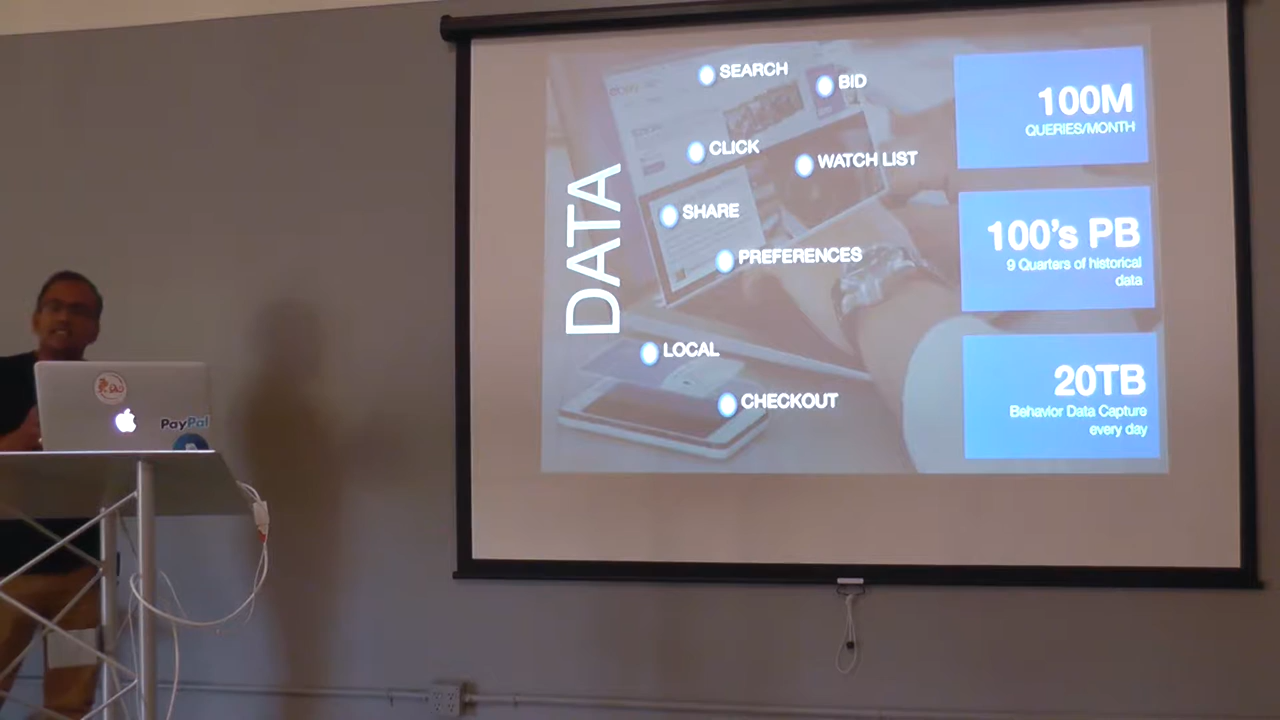 DATA
SEARCH
BID
CLICK
WATCH LIST
SHARE
PREFERENCES
LOCAL
CHECKOUT
100M
QUERIES/MONTH
100's PB
9 Quarters of historical
data
20TB
Behavior Data Capture
every day
PayPal
ebay